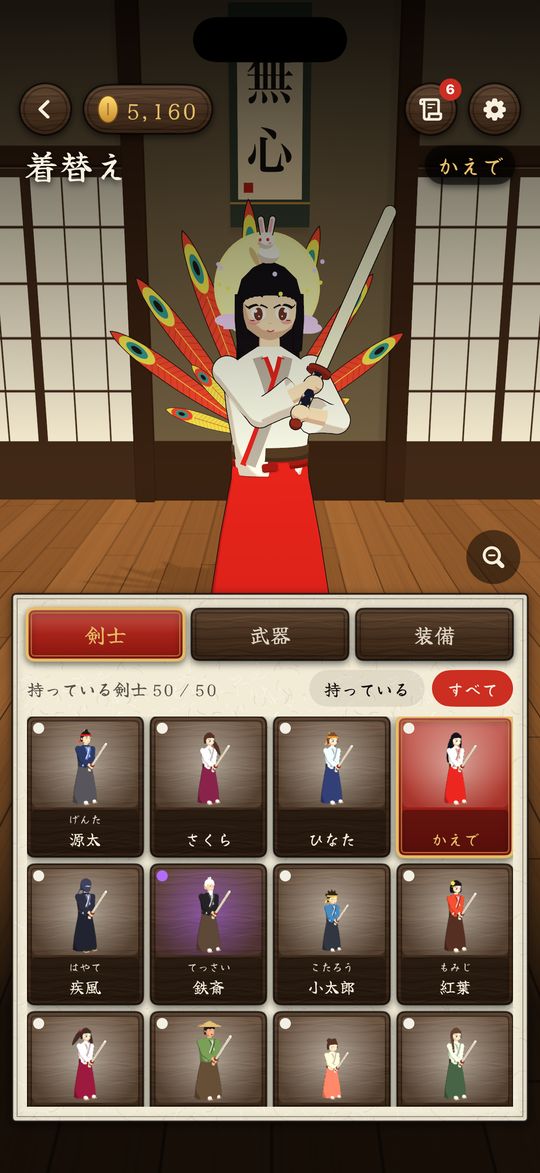 無心
5,160
6
着替え
かえで
剣士
武器
装備
持っている剣士 50 / 50
持っている
すべて
げんた
源太
さくら
ひなた
かえで
はやて
疾風
てっさい
鉄斎
こたろう
小太郎
もみじ
紅葉